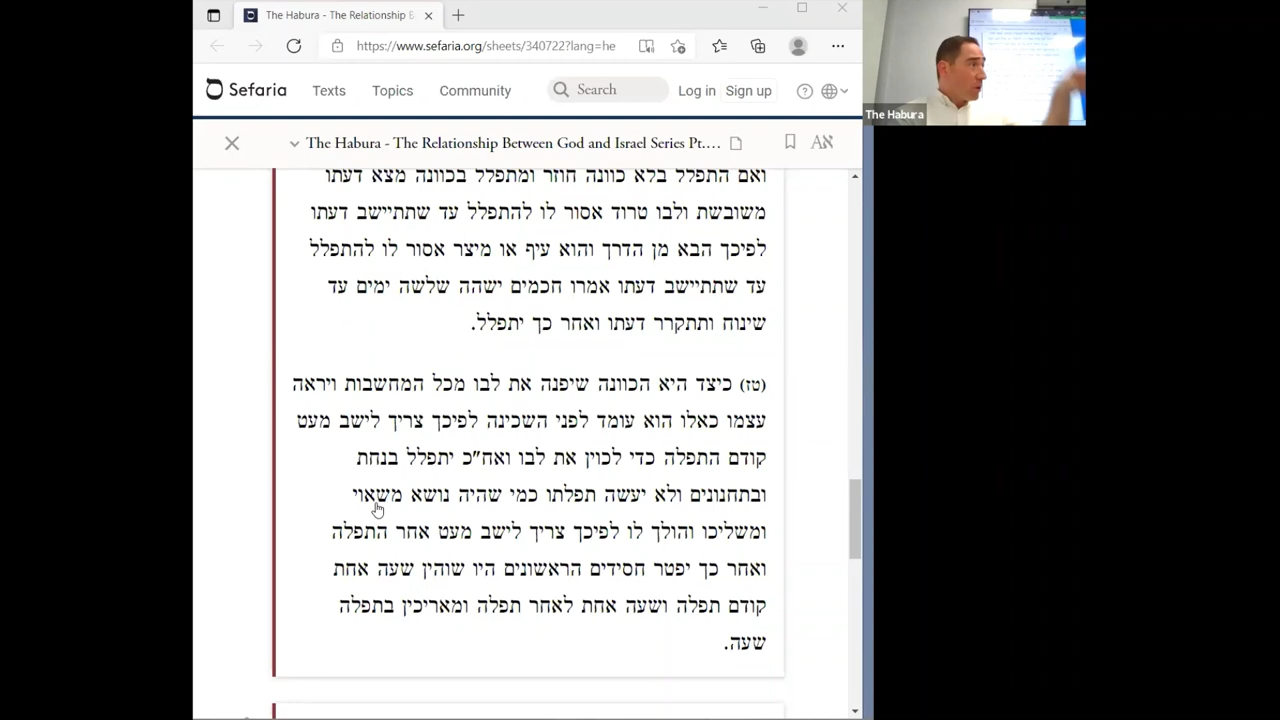 The Habura - The Relationship B
https://www.sefaria.org/sheets/340722?lang=he
Sefaria
Texts
Topics
Community
Search
Log in
Sign up
The Habura
The Habura - The Relationship Between God and Israel Series Pt....
ואם התפלל בלא כוונה חוזר ומתפלל בכוונה מצא דעתו
משובשת ולבו טרוד אסור לו להתפלל עד שתתיישב דעתו
לפיכך הבא מן הדרך והוא עיף או מיצר אסור לו להתפלל
עד שתתיישב דעתו אמרו חכמים ישהה שלשה ימים עד
שינוח ותתקרר דעתו ואחר כך יתפלל.
(טז) כיצד היא הכוונה שיפנה את לבו מכל המחשבות ויראה
עצמו כאלו הוא עומד לפני השכינה לפיכך צריך לישב מעט
קודם התפלה כדי לכוין את לבו ואח"כ יתפלל בנחת
ובתחנונים ולא יעשה תפלתו כמי שהיה נושא משאוי
ומשליכו והולך לו לפיכך צריך לישב מעט אחר התפלה
ואחר כך יפטר חסידים הראשונים היו שוהין שעה אחת
קודם תפלה ושעה אחת לאחר תפלה ומאריכין בתפלה
שעה.